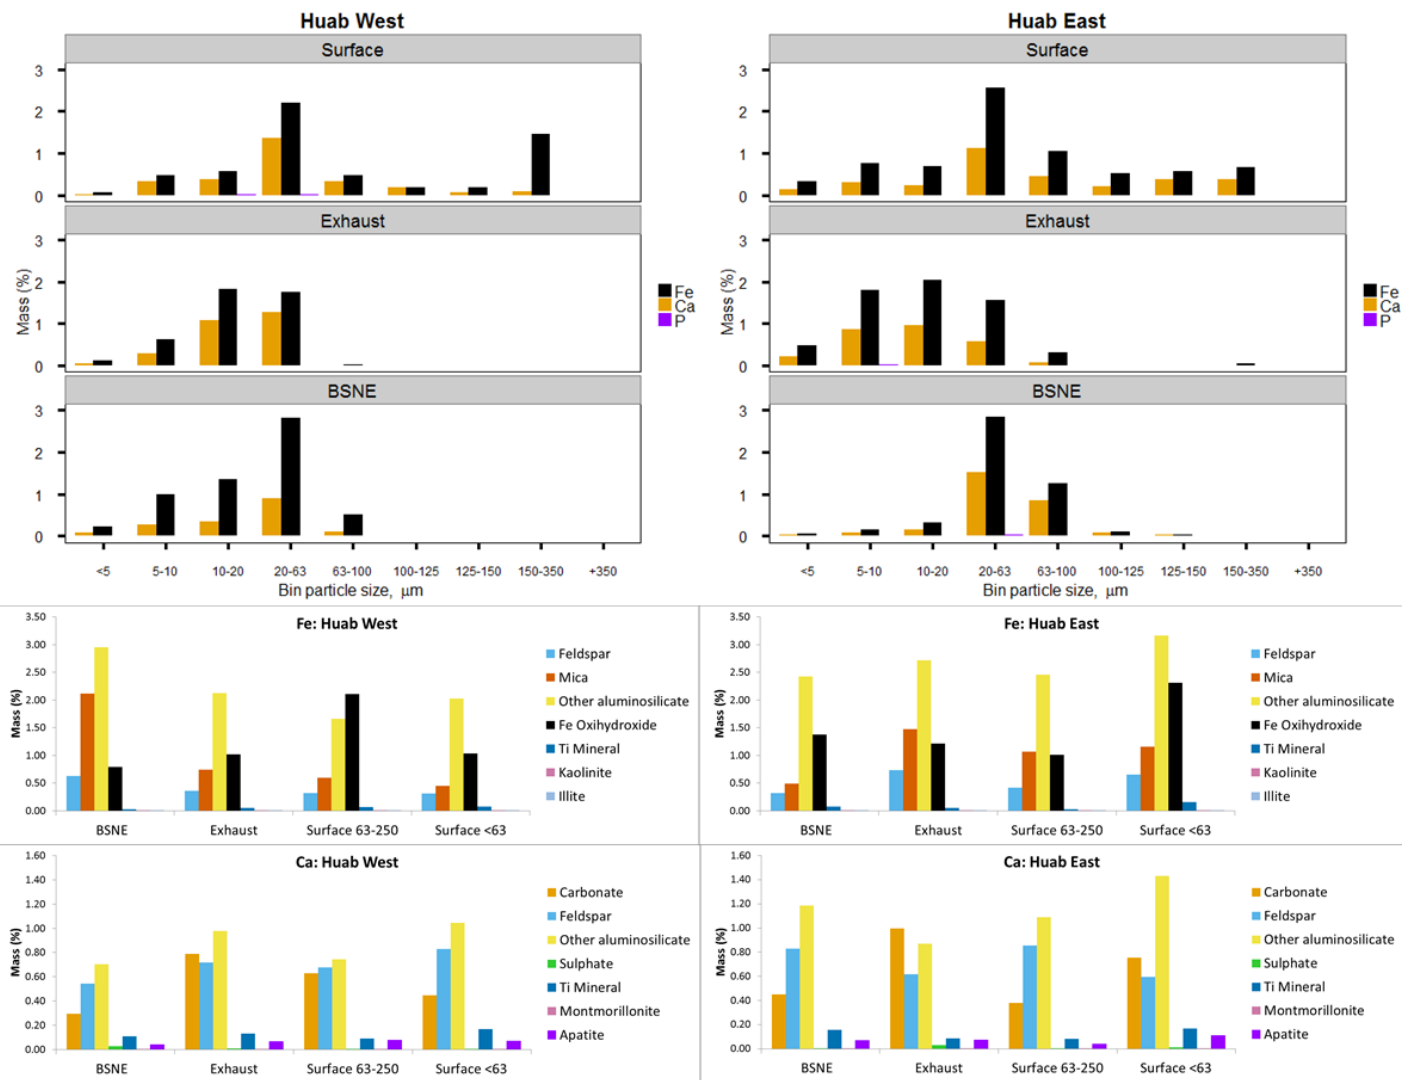 Huab West
Surface
3
2
1
0
Exhaust
3
2
1
0
BSNE
3
2
1
0
Mass (%)
<5 5-10 10-20 20-63 63-100 100-125 125-150 150-350 +350
Bin particle size, μm
Fe
Ca
P
Huab East
Surface
3
2
1
0
Exhaust
3
2
1
0
BSNE
3
2
1
0
Mass (%)
<5 5-10 10-20 20-63 63-100 100-125 125-150 150-350 +350
Bin particle size, μm
Fe
Ca
P
Fe: Huab West
3.50
3.00
2.50
2.00
1.50
1.00
0.50
0.00
Mass (%)
BSNE Exhaust Surface 63-250 Surface <63
Feldspar
Mica
Other aluminosilicate
Fe Oxihydroxide
Ti Mineral
Kaolinite
Illite
Fe: Huab East
3.50
3.00
2.50
2.00
1.50
1.00
0.50
0.00
Mass (%)
BSNE Exhaust Surface 63-250 Surface <63
Feldspar
Mica
Other aluminosilicate
Fe Oxihydroxide
Ti Mineral
Kaolinite
Illite
Ca: Huab West
1.60
1.40
1.20
1.00
0.80
0.60
0.40
0.20
0.00
Mass (%)
BSNE Exhaust Surface 63-250 Surface <63
Carbonate
Feldspar
Other aluminosilicate
Sulphate
Ti Mineral
Montmorillonite
Apatite
Ca: Huab East
1.60
1.40
1.20
1.00
0.80
0.60
0.40
0.20
0.00
Mass (%)
BSNE Exhaust Surface 63-250 Surface <63
Carbonate
Feldspar
Other aluminosilicate
Sulphate
Ti Mineral
Montmorillonite
Apatite